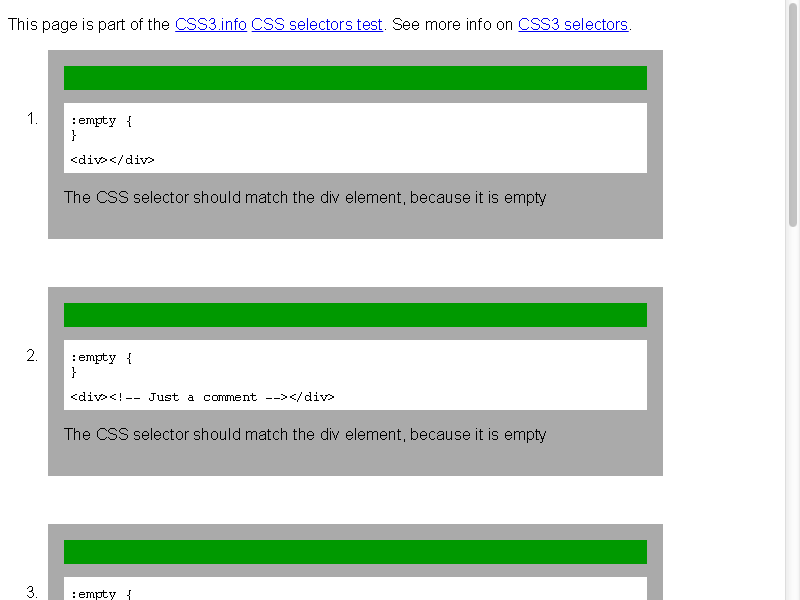 This page is part of the CSS3.info CSS selectors test. See more info on CSS3 selectors.
1.
:empty {
}
<div></div>
The CSS selector should match the div element, because it is empty
2.
:empty {
}
<div><!-- Just a comment --></div>
The CSS selector should match the div element, because it is empty
3.
:empty {